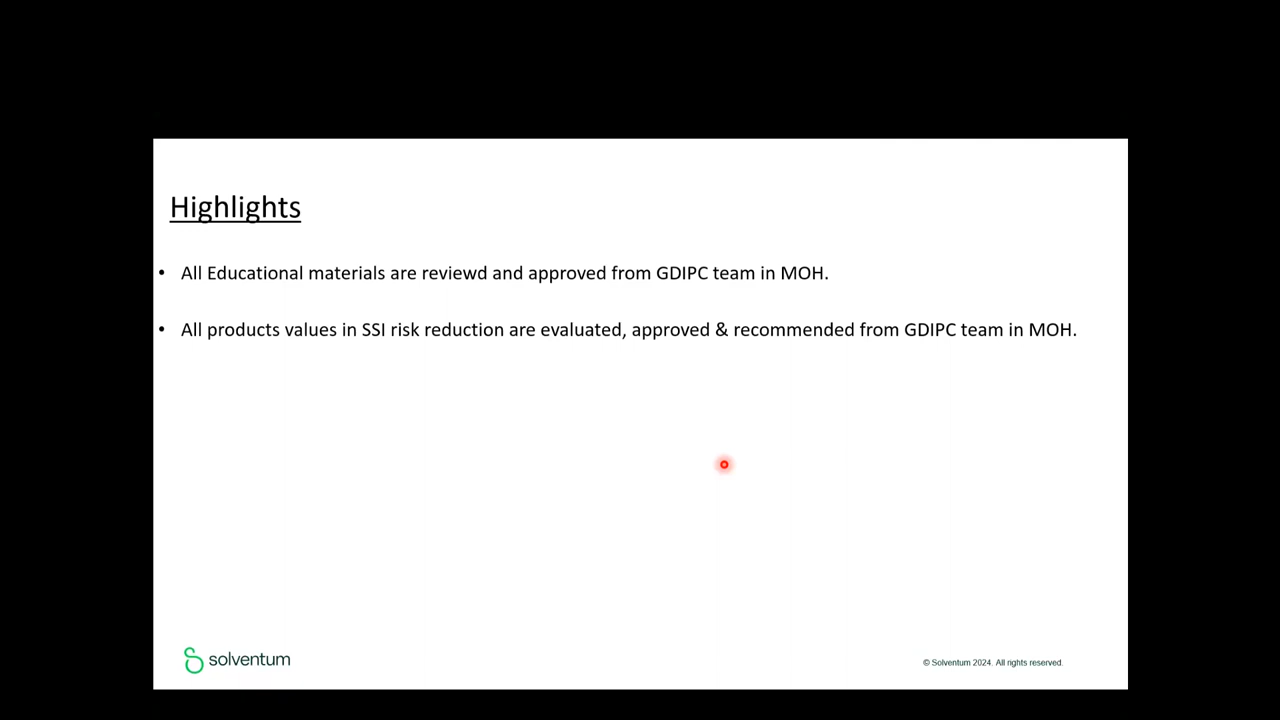 Highlights
• All Educational materials are reviewd and approved from GDIPC team in MOH.
• All products values in SSI risk reduction are evaluated, approved & recommended from GDIPC team in MOH.
solventum
© Solventum 2024. All rights reserved.